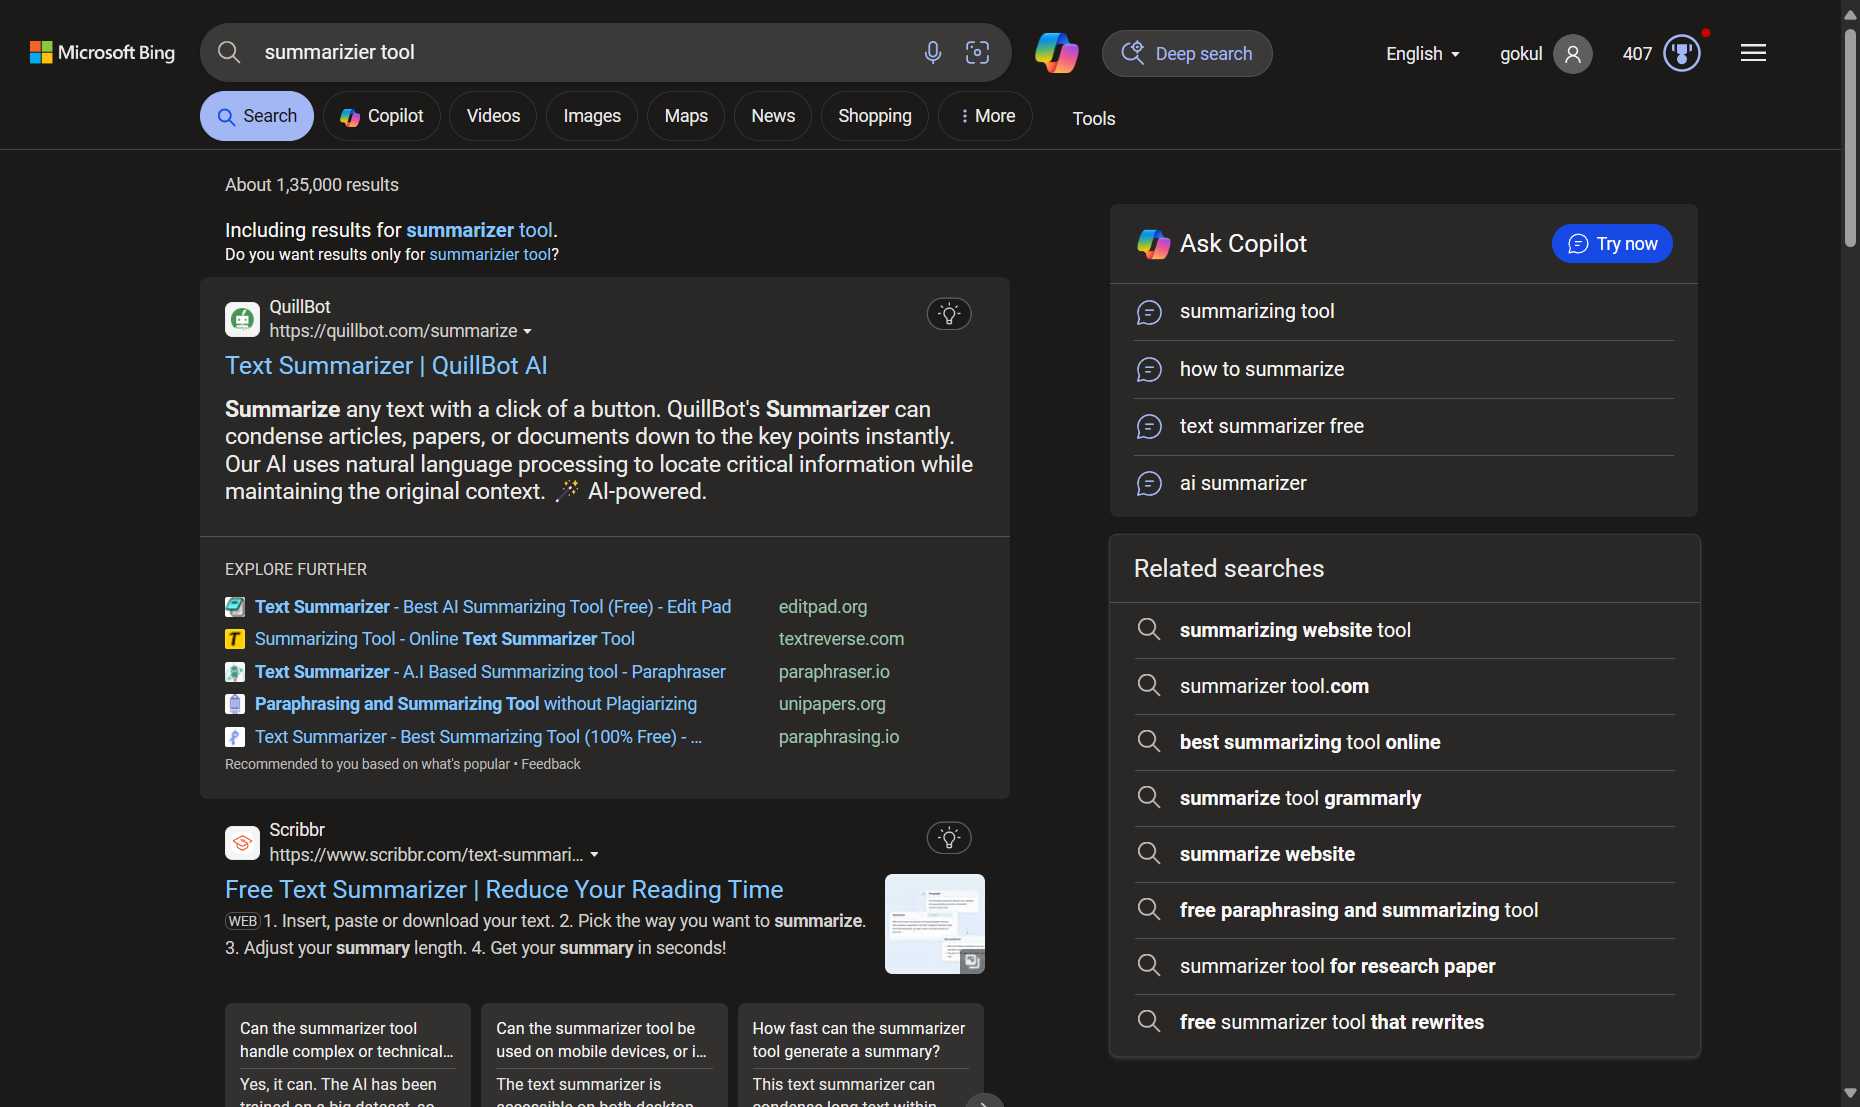 Microsoft Bing
summarizier tool
Deep search
English
gokul
407
Search
Copilot
Videos
Images
Maps
News
Shopping
More
Tools
About 1,35,000 results
Including results for summarizer tool.
Do you want results only for summarizier tool?
QuillBot
https://quillbot.com/summarize
Text Summarizer | QuillBot AI
Summarize any text with a click of a button. QuillBot's Summarizer can
condense articles, papers, or documents down to the key points instantly.
Our AI uses natural language processing to locate critical information while
maintaining the original context. 🪄 AI-powered.
EXPLORE FURTHER
Text Summarizer - Best AI Summarizing Tool (Free) - Edit Pad editpad.org
Summarizing Tool - Online Text Summarizer Tool textreverse.com
Text Summarizer - A.I Based Summarizing tool - Paraphraser paraphraser.io
Paraphrasing and Summarizing Tool without Plagiarizing unipapers.org
Text Summarizer - Best Summarizing Tool (100% Free) - ... paraphrasing.io
Recommended to you based on what's popular • Feedback
Scribbr
https://www.scribbr.com/text-summari...
Free Text Summarizer | Reduce Your Reading Time
WEB 1. Insert, paste or download your text. 2. Pick the way you want to summarize.
3. Adjust your summary length. 4. Get your summary in seconds!
Can the summarizer tool
handle complex or technical...
Yes, it can. The AI has been
trained on a big dataset, so
Can the summarizer tool be
used on mobile devices, or i...
The text summarizer is
accessible on both desktop
How fast can the summarizer
tool generate a summary?
This text summarizer can
condense long text within
Ask Copilot
Try now
summarizing tool
how to summarize
text summarizer free
ai summarizer
Related searches
summarizing website tool
summarizer tool.com
best summarizing tool online
summarize tool grammarly
summarize website
free paraphrasing and summarizing tool
summarizer tool for research paper
free summarizer tool that rewrites